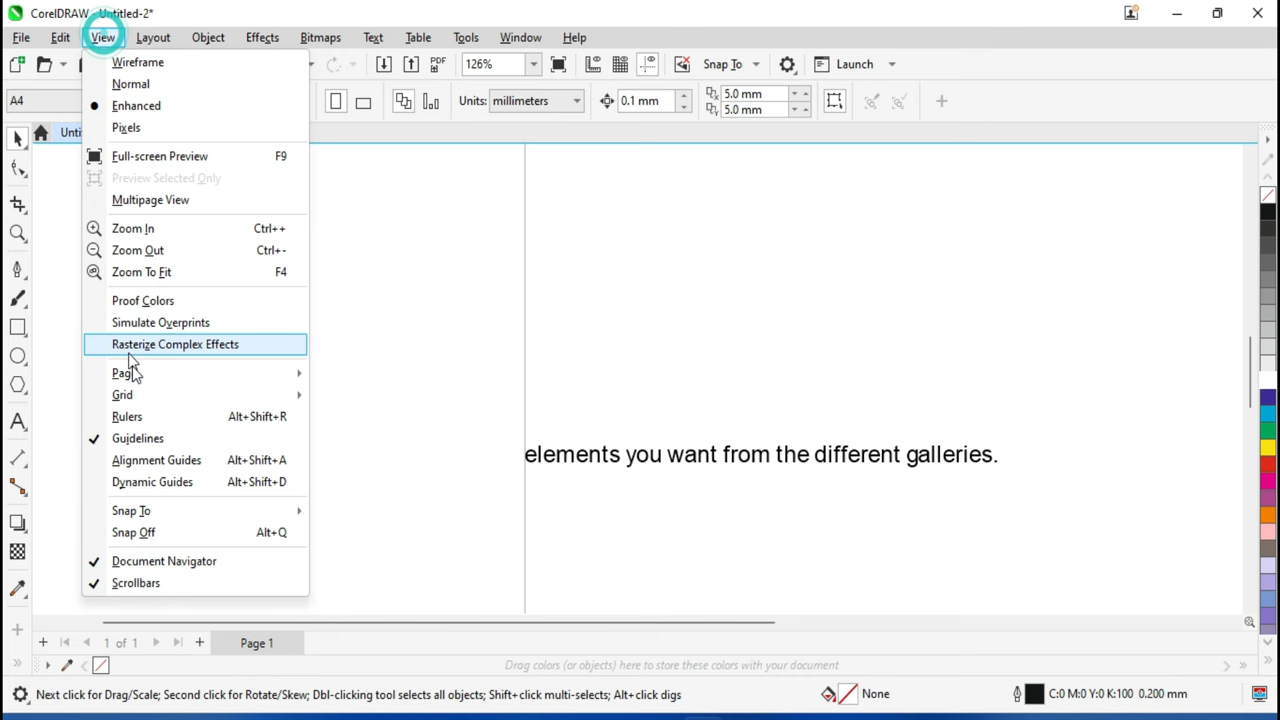 CorelDRAW - Untitled-2*
File Edit View Layout Object Effects Bitmaps Text Table Tools Window Help
PDF 126% Snap To Launch
A4 Units: millimeters 0.1 mm 5.0 mm
5.0 mm
Wireframe
Normal
Enhanced
Pixels
Full-screen Preview F9
Preview Selected Only
Multipage View
Zoom In Ctrl++
Zoom Out Ctrl+-
Zoom To Fit F4
Proof Colors
Simulate Overprints
Rasterize Complex Effects
Page
Grid
Rulers Alt+Shift+R
Guidelines
Alignment Guides Alt+Shift+A
Dynamic Guides Alt+Shift+D
Snap To
Snap Off Alt+Q
Document Navigator
Scrollbars
elements you want from the different galleries.
1 of 1 Page 1
Drag colors (or objects) here to store these colors with your document
Next click for Drag/Scale; Second click for Rotate/Skew; Dbl-clicking tool selects all objects; Shift+click multi-selects; Alt+click digs None C:0 M:0 Y:0 K:100 0.200 mm